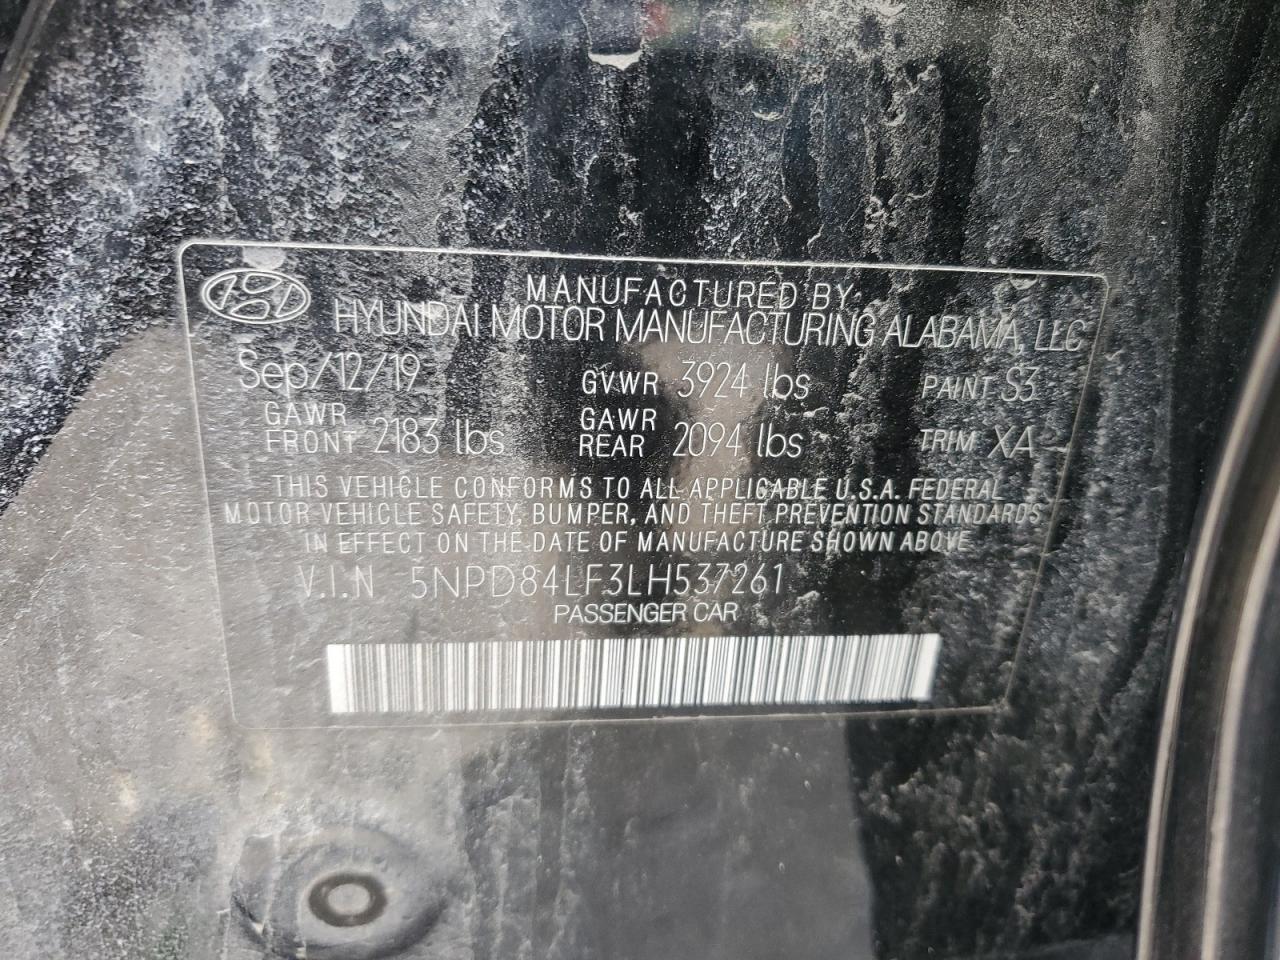 MANUFACTURED BY:
HYUNDAI MOTOR MANUFACTURING ALABAMA, LLC
Sep/12/19 GVWR 3924 lbs PAINT S3
GAWR FRONT 2183 lbs GAWR REAR 2094 lbs TRIM XA
THIS VEHICLE CONFORMS TO ALL APPLICABLE U.S.A. FEDERAL
MOTOR VEHICLE SAFETY, BUMPER, AND THEFT PREVENTION STANDARDS
IN EFFECT ON THE DATE OF MANUFACTURE SHOWN ABOVE
V.I.N 5NPD84LF3LH537261
PASSENGER CAR